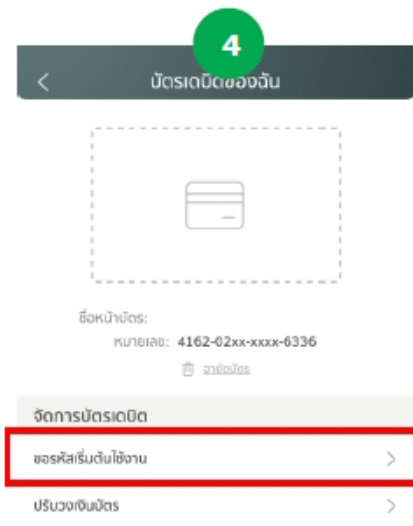 4
บัตรเดบิตของฉัน
ชื่อหน้าบัตร:
หมายเลข: 4162-02xx-xxxx-6336
อายัดบัตร
จัดการบัตรเดบิต
ขอรหัสเริ่มต้นใช้งาน
ปรับวงเงินบัตร